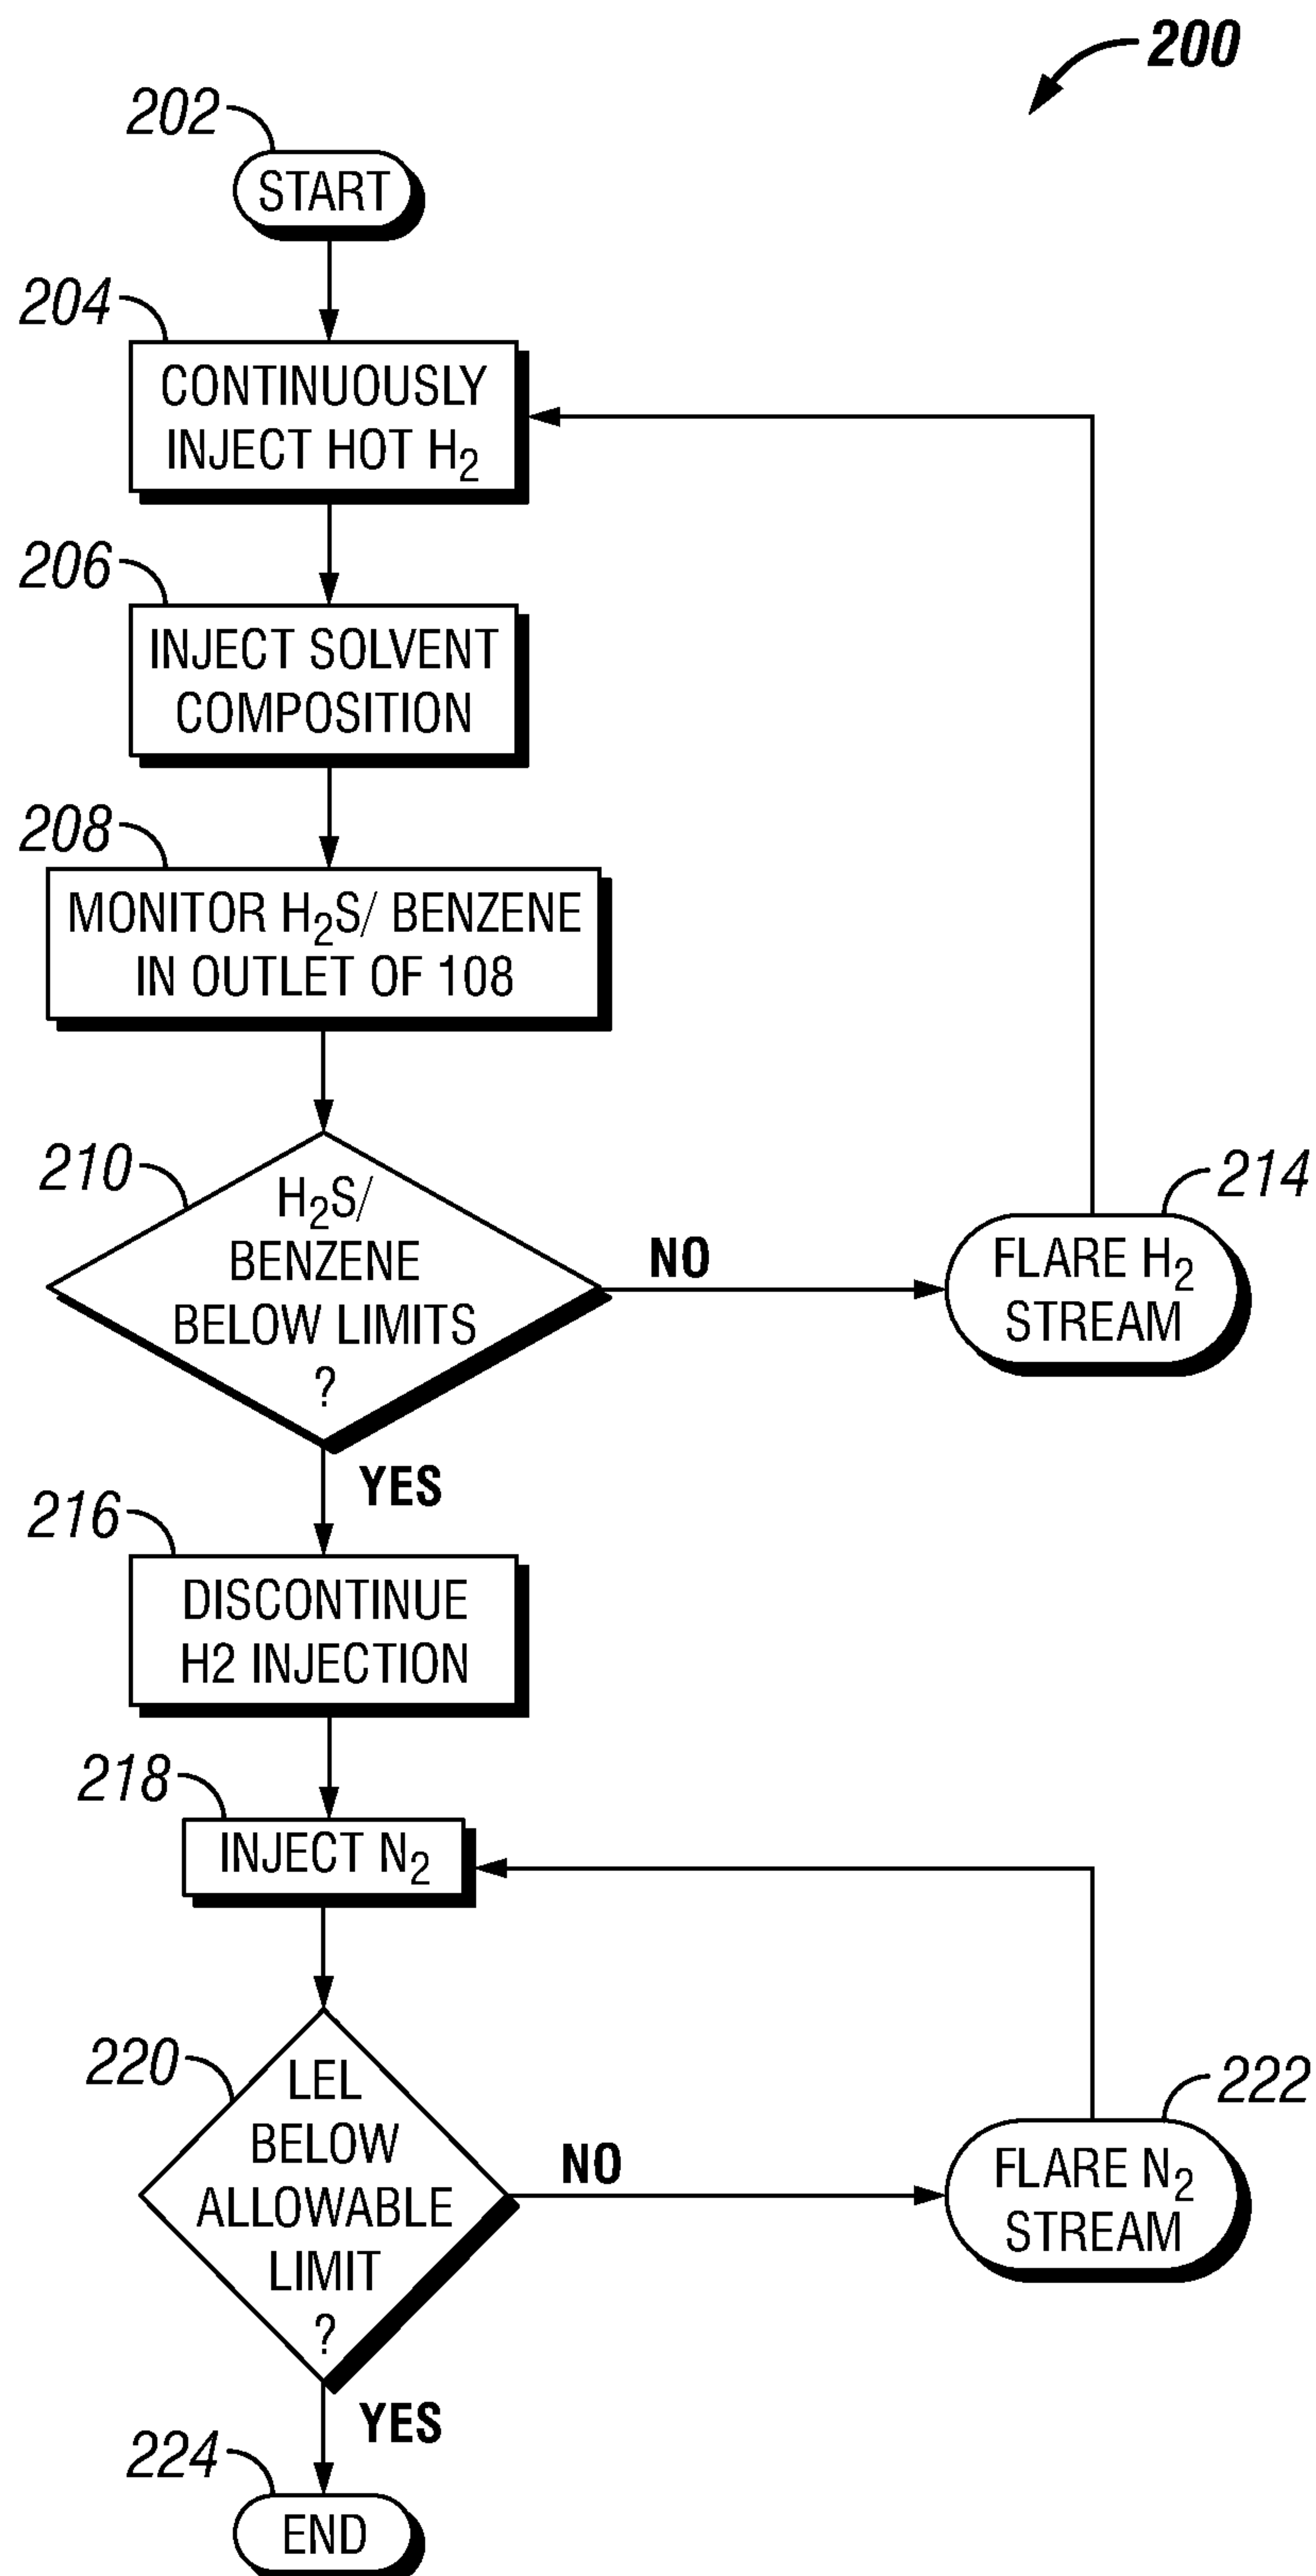 200
202
START
204
CONTINUOUSLY
INJECT HOT H₂
206
INJECT SOLVENT
COMPOSITION
208
MONITOR H₂S/ BENZENE
IN OUTLET OF 108
210
H₂S/
BENZENE
BELOW LIMITS
?
NO
214
FLARE H₂
STREAM
YES
216
DISCONTINUE
H2 INJECTION
218
INJECT N₂
220
LEL
BELOW
ALLOWABLE
LIMIT
?
NO
222
FLARE N₂
STREAM
YES
224
END